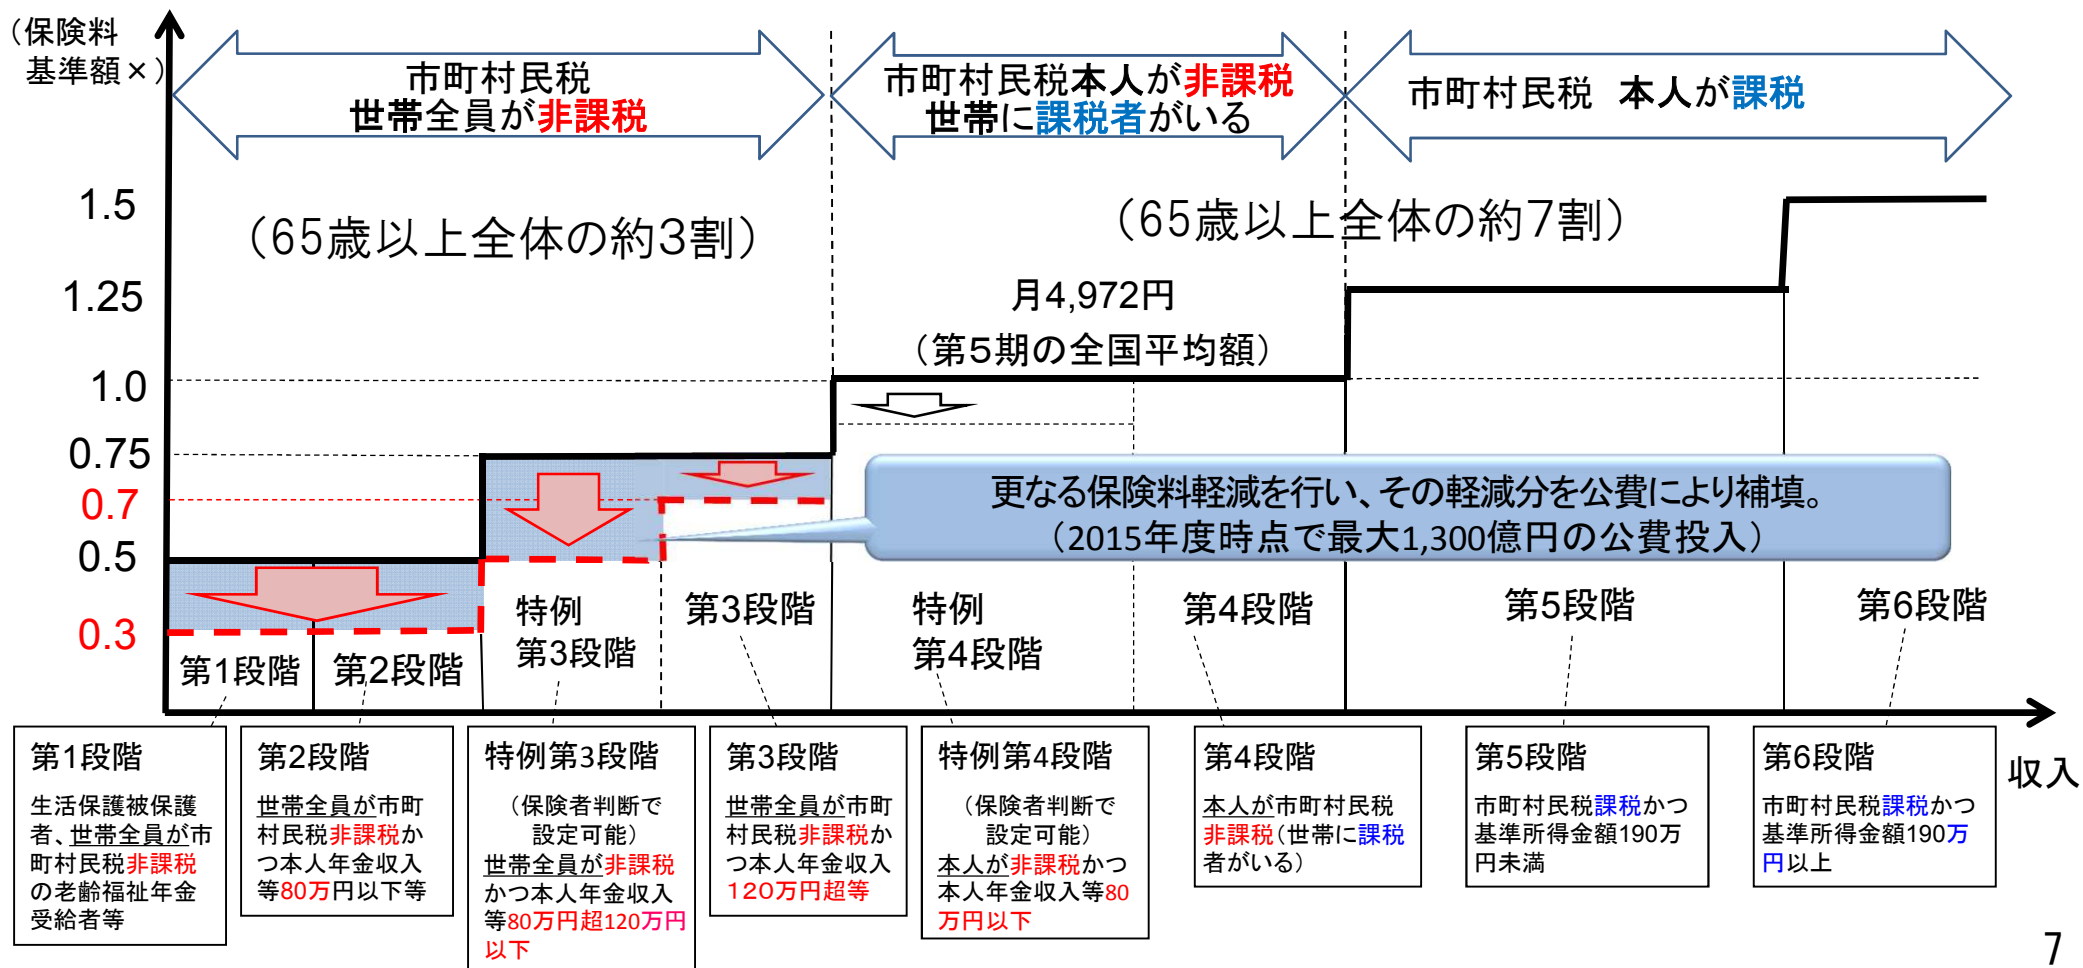 （保険料
基準額×）
市町村民税
世帯全員が非課税
市町村民税本人が非課税
世帯に課税者がいる
市町村民税　本人が課税
1.5
（65歳以上全体の約3割）
（65歳以上全体の約7割）
1.25
月4,972円
（第5期の全国平均額）
1.0
0.75
0.7
0.5
0.3
更なる保険料軽減を行い、その軽減分を公費により補填。
（2015年度時点で最大1,300億円の公費投入）
第1段階
第2段階
特例
第3段階
第3段階
特例
第4段階
第4段階
第5段階
第6段階
収入
第1段階
生活保護被保護
者、世帯全員が市
町村民税非課税
の老齢福祉年金
受給者等
第2段階
世帯全員が市町
村民税非課税か
つ本人年金収入
等80万円以下等
特例第3段階
（保険者判断で
設定可能）
世帯全員が非課税
かつ本人年金収入
等80万円超120万円
以下
第3段階
世帯全員が市町
村民税非課税か
つ本人年金収入
120万円超等
特例第4段階
（保険者判断で
設定可能）
本人が非課税かつ
本人年金収入等80
万円以下
第4段階
本人が市町村民税
非課税（世帯に課税
者がいる）
第5段階
市町村民税課税かつ
基準所得金額190万
円未満
第6段階
市町村民税課税かつ
基準所得金額190万
円以上
7